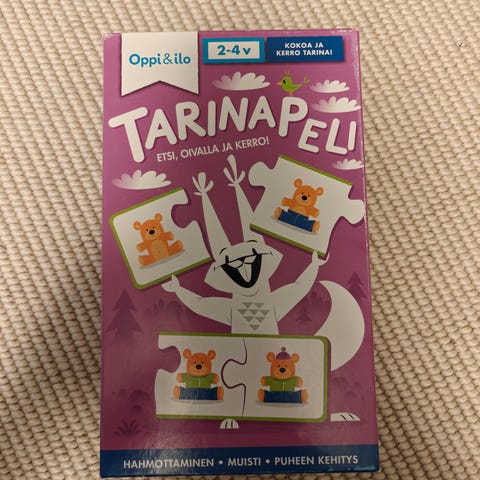 Oppi&ilo
2-4 v
KOKOA JA
KERRO TARINA!
TARINAPELI
ETSI, OIVALLA JA KERRO!
HAHMOTTAMINEN • MUISTI • PUHEEN KEHITYS